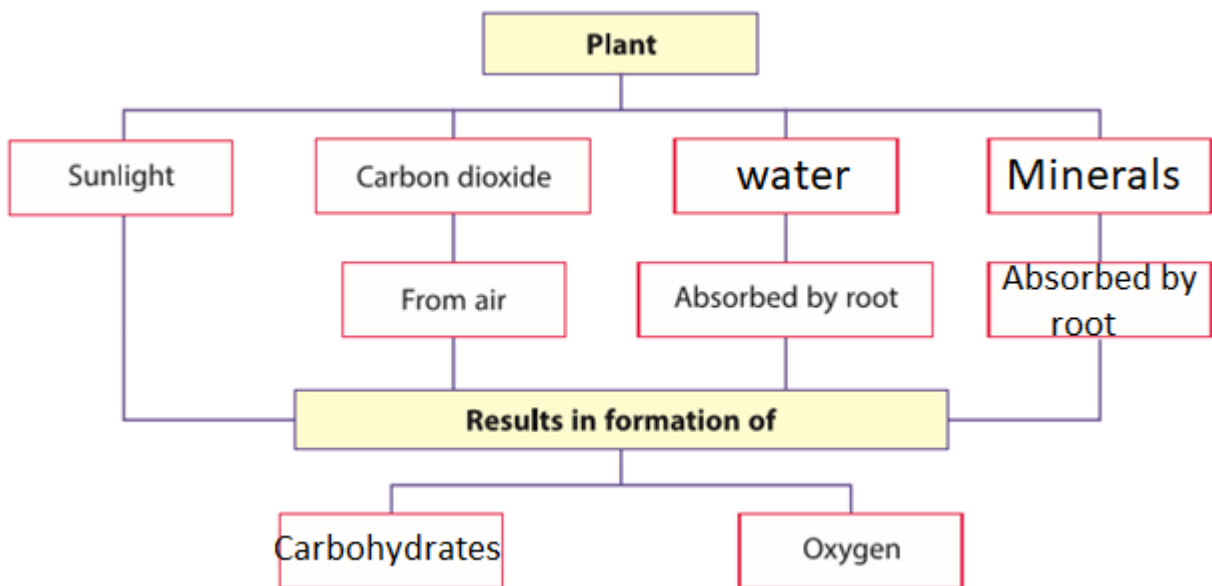 Plant
Sunlight
Carbon dioxide
water
Minerals
From air
Absorbed by root
Absorbed by
root
Results in formation of
Carbohydrates
Oxygen